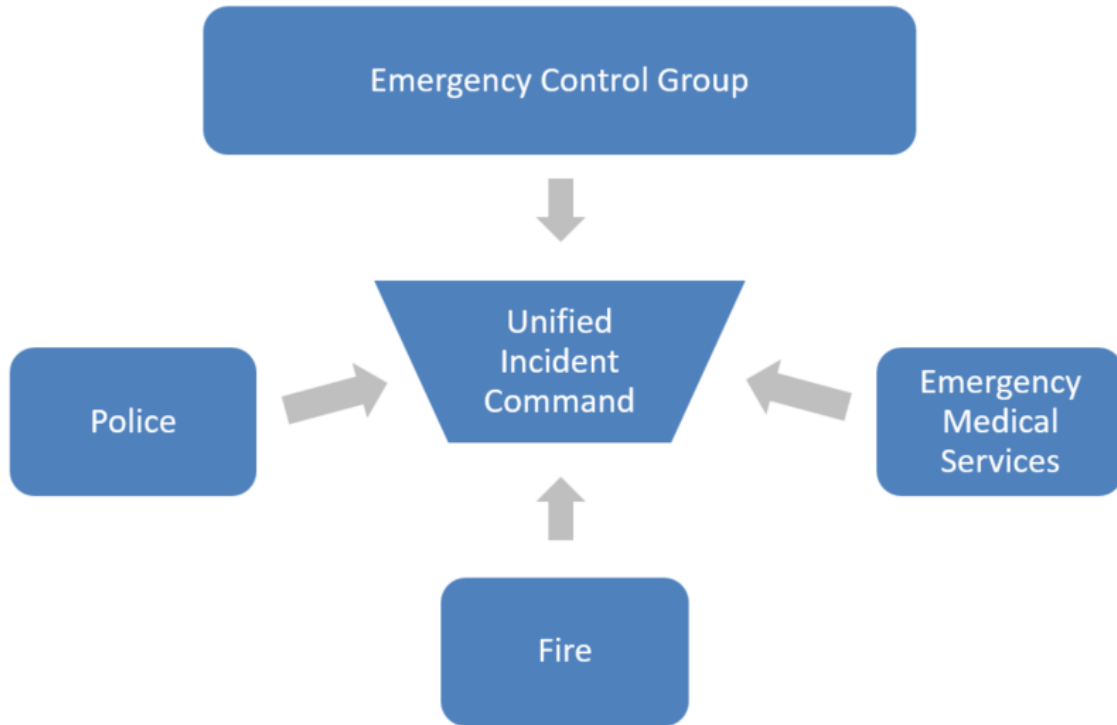 Emergency Control Group
Unified
Incident
Command
Police
Emergency
Medical
Services
Fire